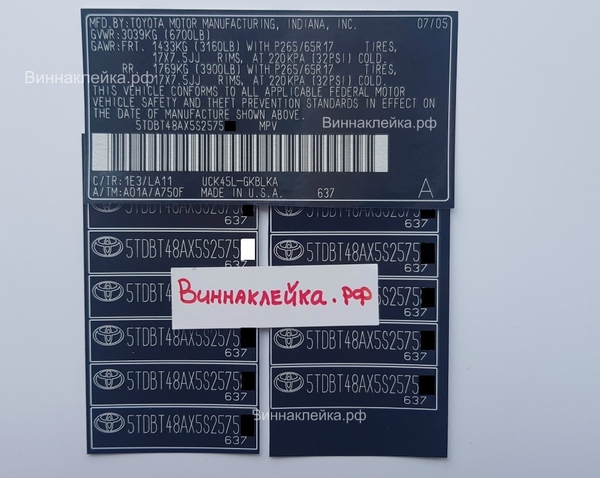 MFD.BY:TOYOTA MOTOR MANUFACTURING, INDIANA, INC. 07/05
GVWR:3039KG (6700LB)
GAWR:FRT. 1433KG (3160LB) WITH P265/65R17 TIRES,
17X7.5JJ RIMS, AT 220KPA (32PSI) COLD.
RR. 1769KG (3900LB) WITH P265/65R17 TIRES,
17X7.5JJ RIMS, AT 220KPA (32PSI) COLD.
THIS VEHICLE CONFORMS TO ALL APPLICABLE FEDERAL MOTOR
VEHICLE SAFETY AND THEFT PREVENTION STANDARDS IN EFFECT ON
THE DATE OF MANUFACTURE SHOWN ABOVE.
5TDBT48AX5S2575 MPV
C/TR:1E3/LA11 UCK45L-GKBLKA
A/TM:A01A/A750F MADE IN U.S.A. 637 A
Виннаклейка.рф
Виннаклейка.рф
637
637
5TDBT48AX5S2575
637
5TDBT48AX5S2575
637
Виннаклейка.рф
5TDBT48AX5S2575
637
5TDBT48AX5S2575
637
5TDBT48AX5S2575
637
5TDBT48AX5S2575
637
5TDBT48AX5S2575
637
Виннаклейка.рф
Виннаклейка.рф